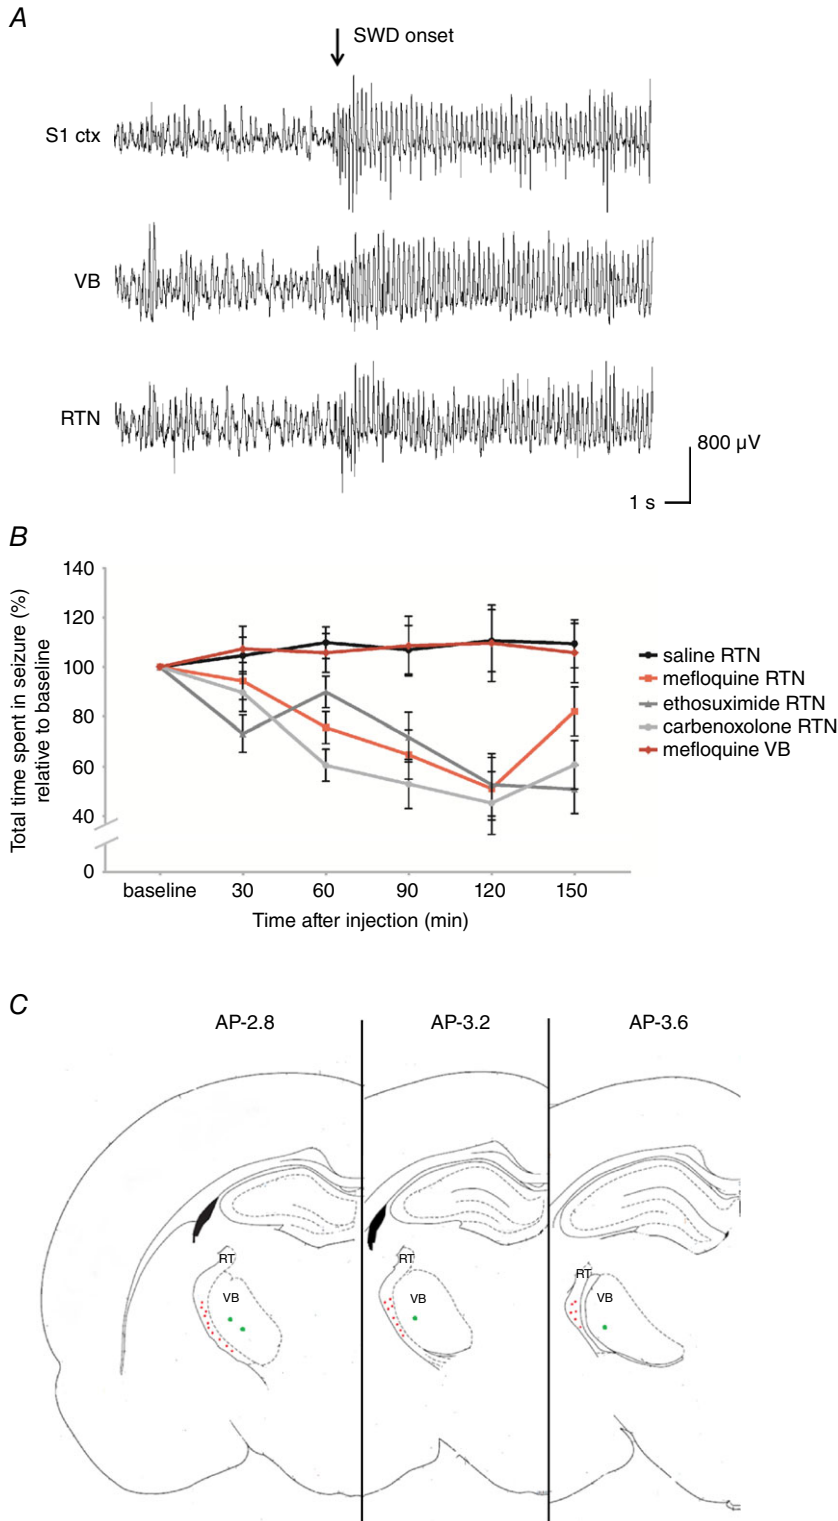 A
SWD onset
S1 ctx
VB
RTN
800 µV
1 s
B
Total time spent in seizure (%)
relative to baseline
140
120
100
80
60
40
0
baseline 30 60 90 120 150
Time after injection (min)
saline RTN
mefloquine RTN
ethosuximide RTN
carbenoxolone RTN
mefloquine VB
C
AP-2.8 AP-3.2 AP-3.6
RT RT RT
VB VB VB